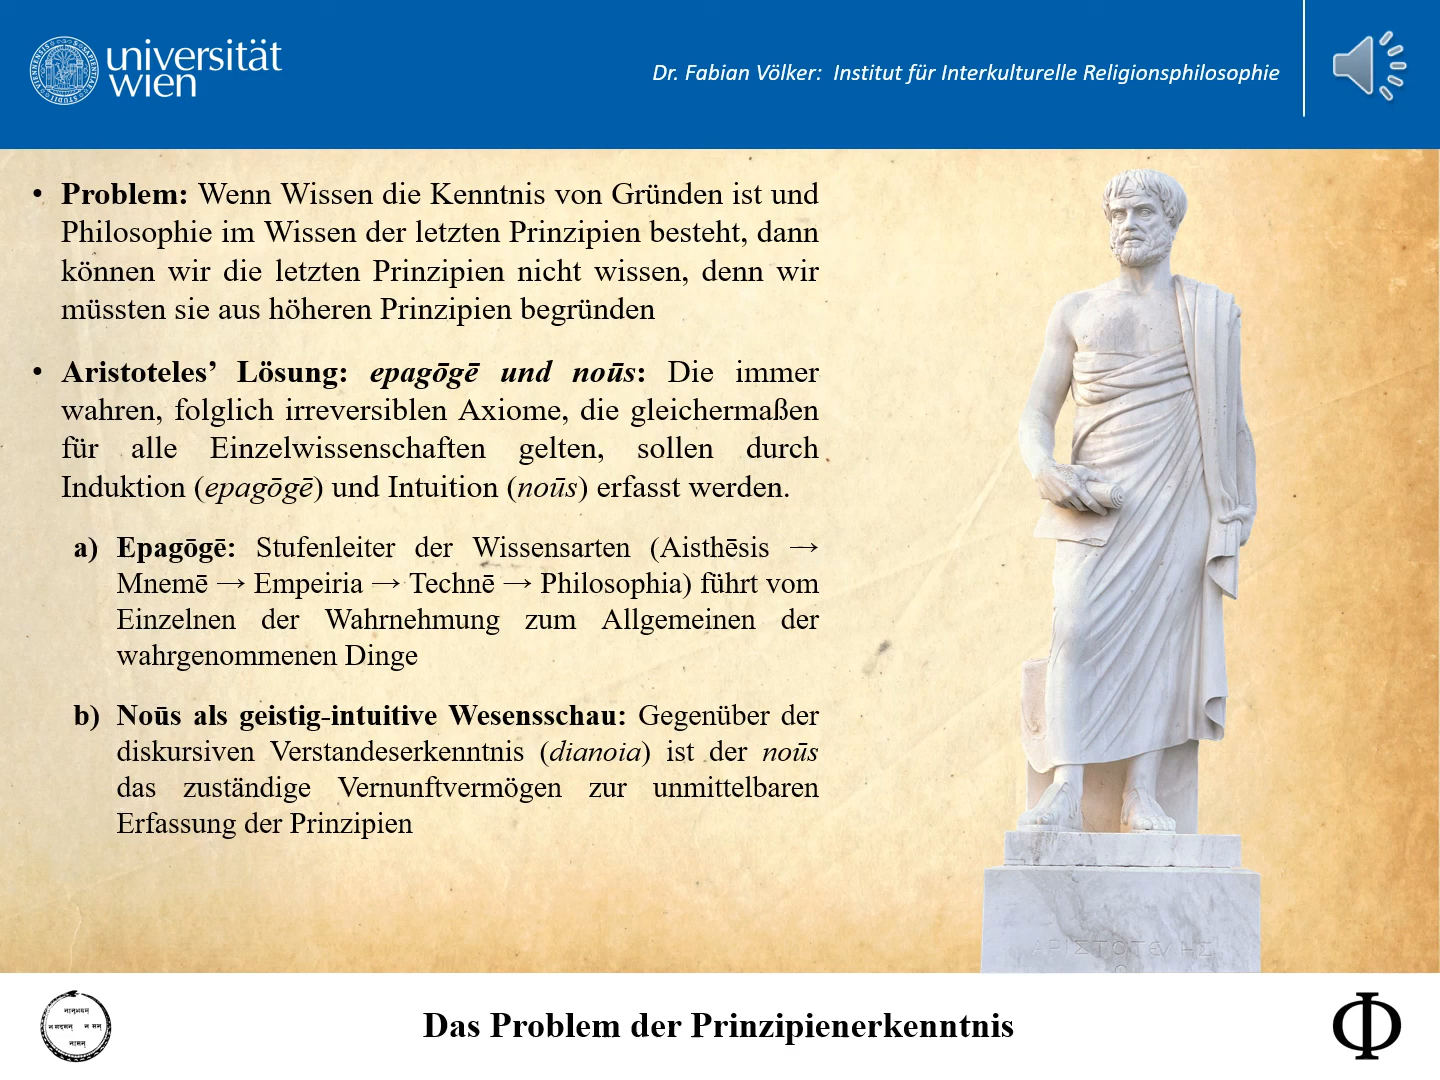 universität
wien
Dr. Fabian Völker: Institut für Interkulturelle Religionsphilosophie
• Problem: Wenn Wissen die Kenntnis von Gründen ist und
Philosophie im Wissen der letzten Prinzipien besteht, dann
können wir die letzten Prinzipien nicht wissen, denn wir
müssten sie aus höheren Prinzipien begründen
• Aristoteles’ Lösung: epagōgē und noūs: Die immer
wahren, folglich irreversiblen Axiome, die gleichermaßen
für alle Einzelwissenschaften gelten, sollen durch
Induktion (epagōgē) und Intuition (noūs) erfasst werden.
a) Epagōgē: Stufenleiter der Wissensarten (Aisthēsis →
Mnemē → Empeiria → Technē → Philosophia) führt vom
Einzelnen der Wahrnehmung zum Allgemeinen der
wahrgenommenen Dinge
b) Noūs als geistig-intuitive Wesensschau: Gegenüber der
diskursiven Verstandeserkenntnis (dianoia) ist der noūs
das zuständige Vernunftvermögen zur unmittelbaren
Erfassung der Prinzipien
ΑΡΙΣΤΟΤΕΛΗΣ
Das Problem der Prinzipienerkenntnis
Φ